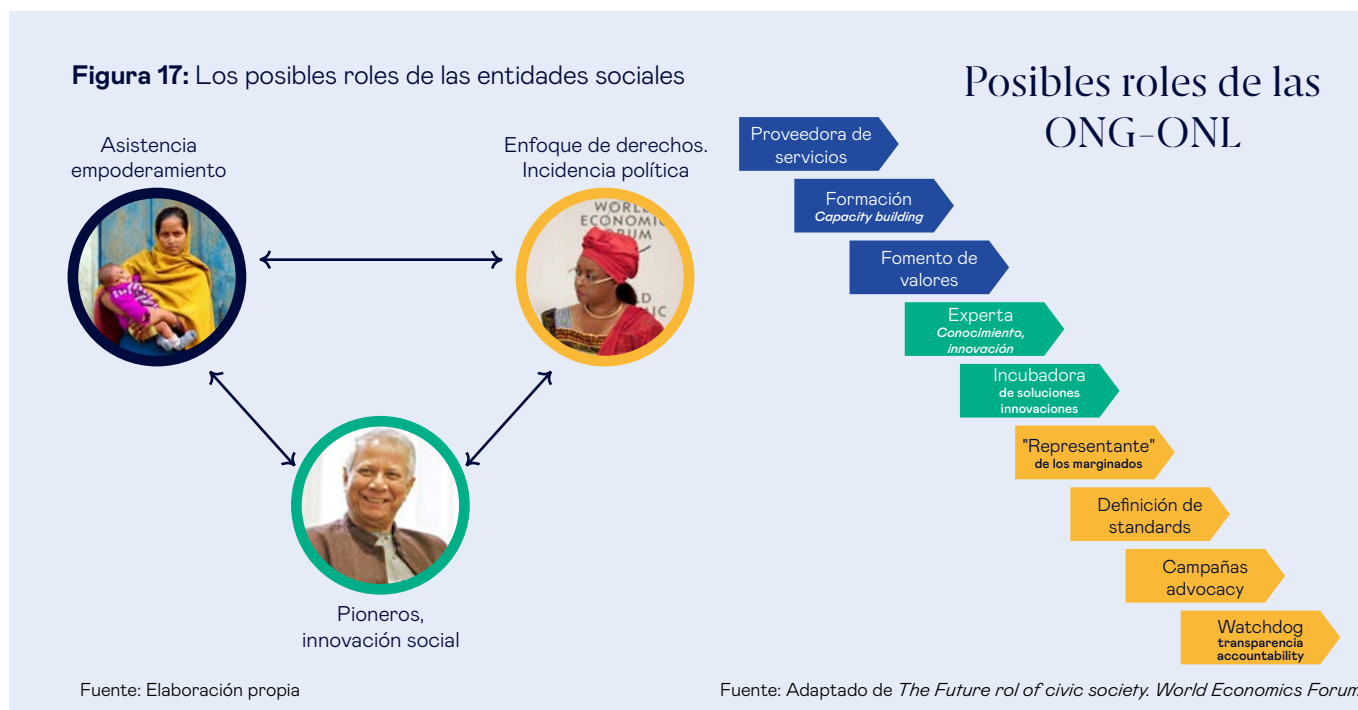 Figura 17: Los posibles roles de las entidades sociales
Asistencia
empoderamiento
Enfoque de derechos.
Incidencia política
WORLD
ECONOMIC
FORUM
Pioneros,
innovación social
Fuente: Elaboración propia
Posibles roles de las
ONG-ONL
Proveedora de
servicios
Formación
Capacity building
Fomento de
valores
Experta
Conocimiento,
innovación
Incubadora
de soluciones
innovaciones
"Representante"
de los marginados
Definición de
standards
Campañas
advocacy
Watchdog
transparencia
accountability
Fuente: Adaptado de The Future rol of civic society. World Economics Forum